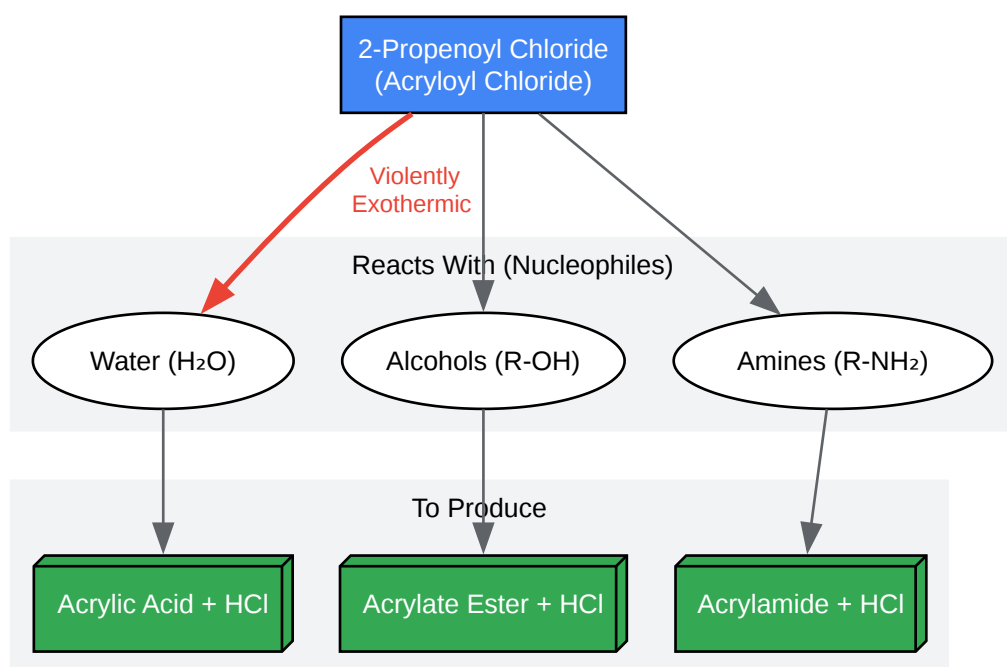 2-Propenoyl Chloride
(Acryloyl Chloride)
Violently
Exothermic
Reacts With (Nucleophiles)
Water (H₂O)
Alcohols (R-OH)
Amines (R-NH₂)
To Produce
Acrylic Acid + HCl
Acrylate Ester + HCl
Acrylamide + HCl